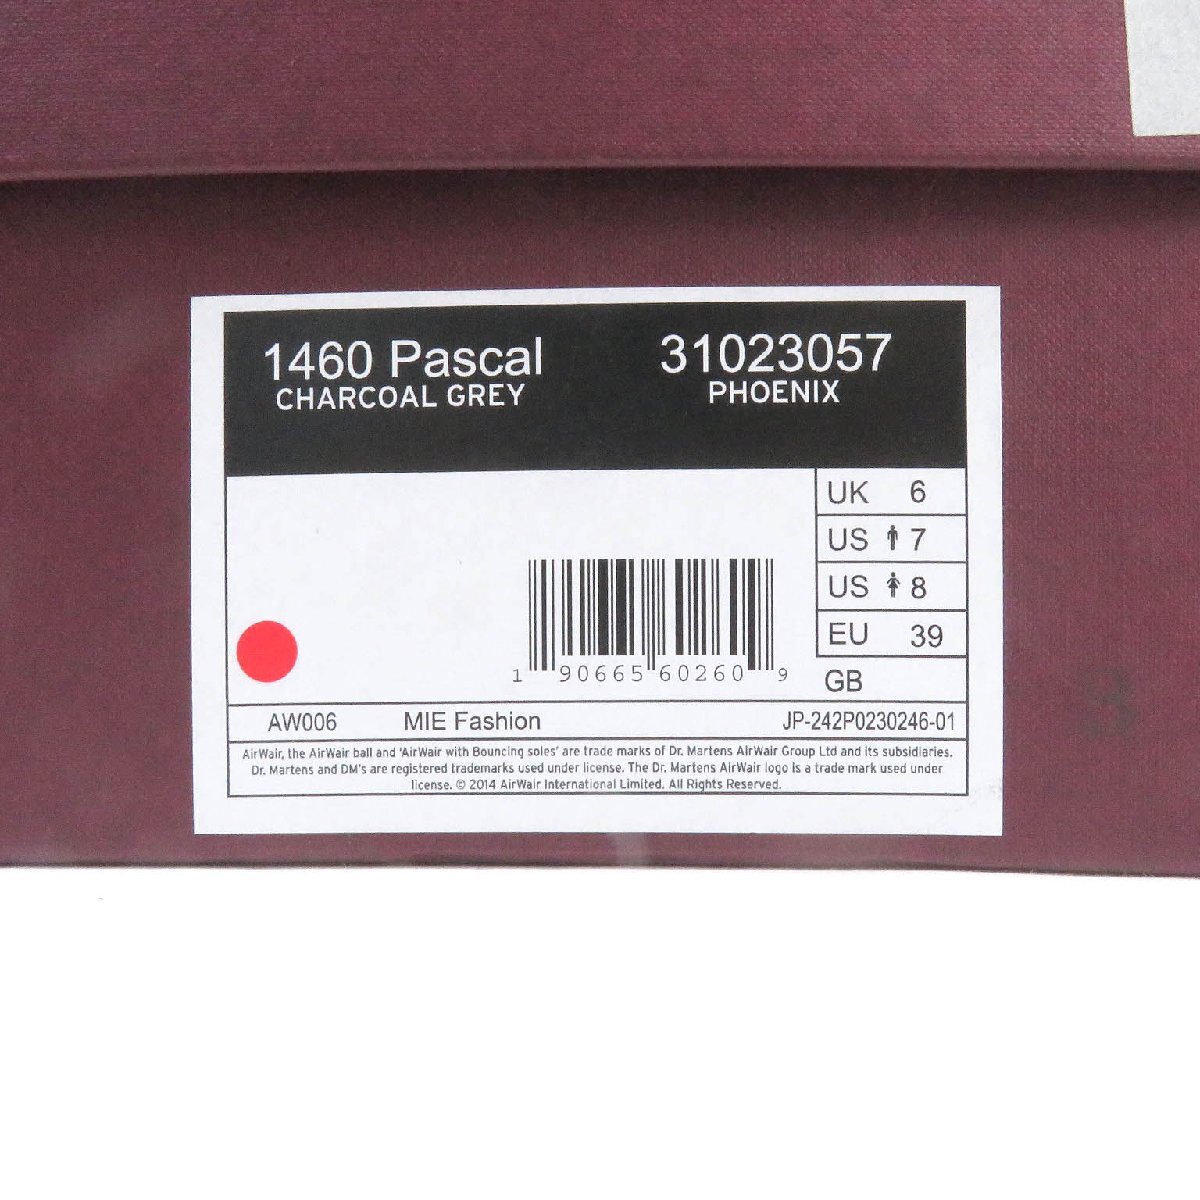 1460 Pascal 31023057
CHARCOAL GREY PHOENIX
UK 6
US 7
US 8
EU 39
GB
1 90665 60260 9
AW006 MIE Fashion JP-242P0230246-01
AirWair, the AirWair ball and 'AirWair with Bouncing soles' are trade marks of Dr. Martens AirWair Group Ltd and its subsidiaries.
Dr. Martens and DM's are registered trademarks used under license. The Dr. Martens AirWair logo is a trade mark used under
license. © 2014 AirWair International Limited. All Rights Reserved.